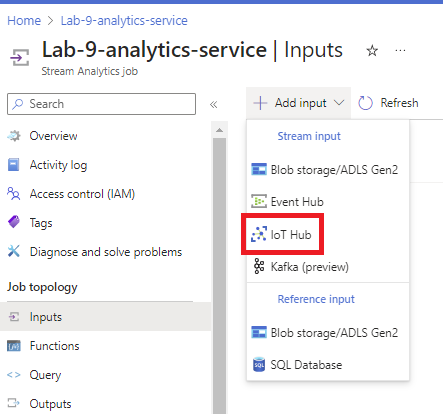 Home > Lab-9-analytics-service >
Lab-9-analytics-service | Inputs ☆ ...
Stream Analytics job
Search «
+ Add input Refresh
Overview
Activity log
Access control (IAM)
Tags
Diagnose and solve problems
Job topology
Inputs
Functions
Query
Outputs
Stream input
Blob storage/ADLS Gen2
Event Hub
IoT Hub
Kafka (preview)
Reference input
Blob storage/ADLS Gen2
SQL Database